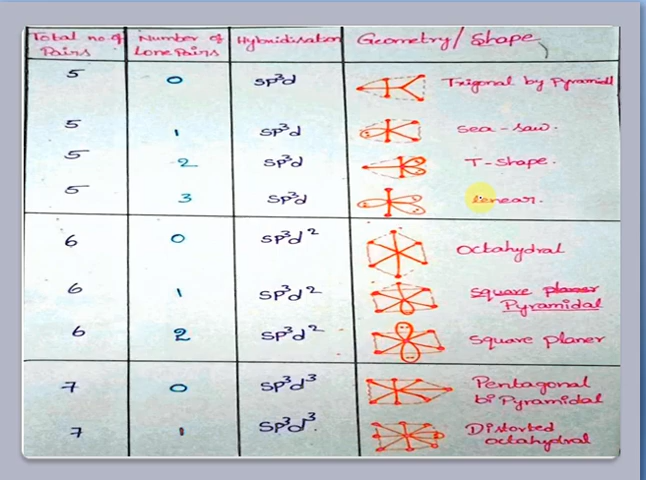 Total no of Pairs
Number of Lone Pairs
Hybridisation
Geometry / Shape
5 0 sp³d Trigonal by Pyramidl
5 1 sp³d Sea-saw.
5 2 sp³d T-shape.
5 3 sp³d Lenear.
6 0 sp³d² Octahydral
6 1 sp³d² Square planer
Pyramidal
6 2 sp³d² Square planer
7 0 sp³d³ Pentagonal
bi Pyramidal
7 1 sp³d³. Distorted
octahydral